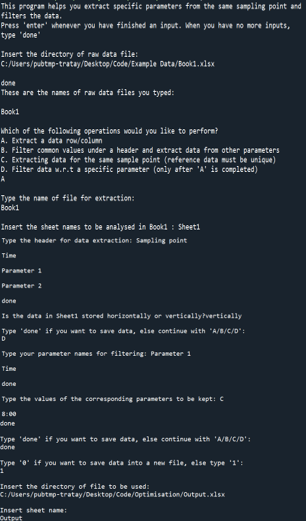 This program helps you extract specific parameters from the same sampling point and
filters the data.
Press 'enter' whenever you have finished an input. When you have no more inputs,
type 'done'
Insert the directory of raw data file:
C:/Users/pubtmp-tratay/Desktop/Code/Example Data/Book1.xlsx
done
These are the names of raw data files you typed:
Book1
Which of the following operations would you like to perform?
A. Extract a data row/column
B. Filter common values under a header and extract data from other parameters
C. Extracting data for the same sample point (reference data must be unique)
D. Filter data w.r.t a specific parameter (only after 'A' is completed)
A
Type the name of file for extraction:
Book1
Insert the sheet names to be analysed in Book1 : Sheet1
Type the header for data extraction: Sampling point
Time
Parameter 1
Parameter 2
done
Is the data in Sheet1 stored horizontally or vertically?vertically
Type 'done' if you want to save data, else continue with 'A/B/C/D':
D
Type your parameter names for filtering: Parameter 1
Time
done
Type the values of the corresponding parameters to be kept: C
8:00
done
Type 'done' if you want to save data, else continue with 'A/B/C/D':
done
Type '0' if you want to save data into a new file, else type '1':
1
Insert the directory of file to be used:
C:/Users/pubtmp-tratay/Desktop/Code/Optimisation/Output.xlsx
Insert sheet name:
Output